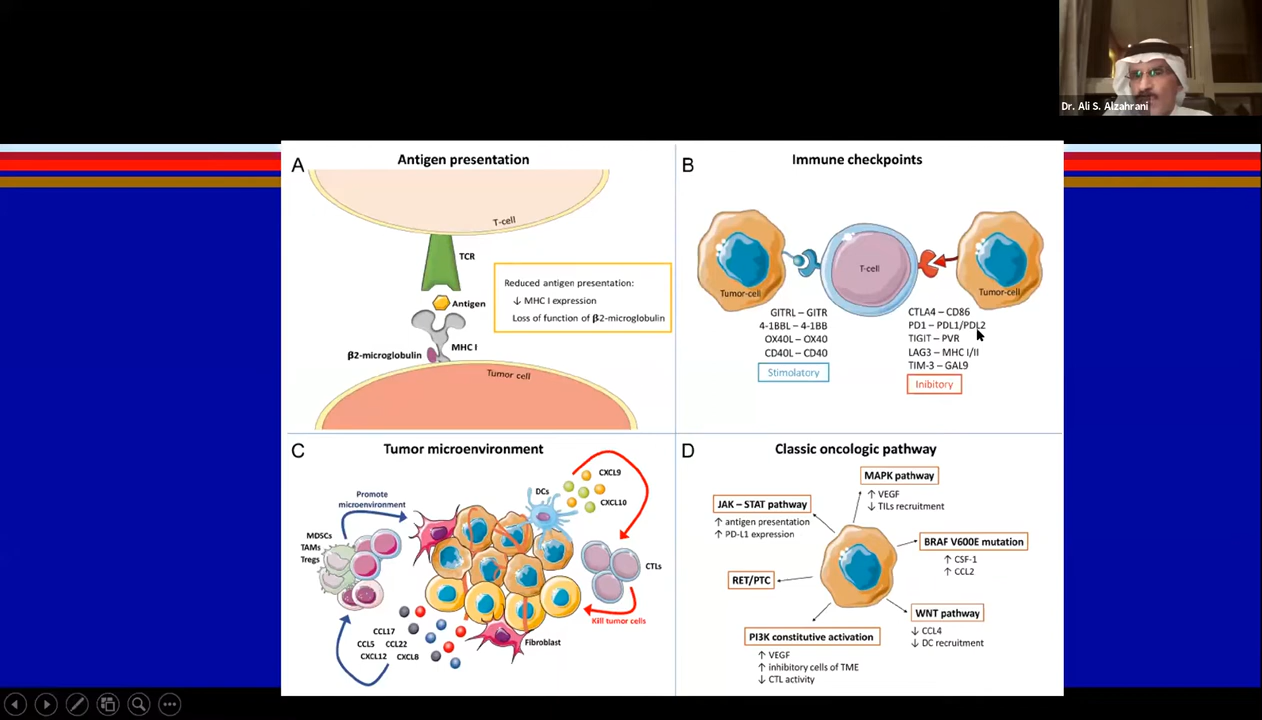 Dr. Ali S. Alzahrani
A
Antigen presentation
T-cell
TCR
Antigen
MHC I
β2-microglobulin
Tumor cell
Reduced antigen presentation:
↓ MHC I expression
Loss of function of β2-microglobulin
B
Immune checkpoints
Tumor-cell
T-cell
Tumor-cell
GITRL – GITR
4-1BBL – 4-1BB
OX40L – OX40
CD40L – CD40
Stimolatory
CTLA4 – CD86
PD1 – PDL1/PDL2
TIGIT – PVR
LAG3 – MHC I/II
TIM-3 – GAL9
Inibitory
C
Tumor microenvironment
Promote
microenvironment
MDSCs
TAMs
Tregs
DCs
CXCL9
CXCL10
CTLs
Kill tumor cells
Fibroblast
CCL17
CCL5 CCL22
CXCL12 CXCL8
D
Classic oncologic pathway
MAPK pathway
↑ VEGF
↓ TILs recruitment
JAK – STAT pathway
↑ antigen presentation
↑ PD-L1 expression
BRAF V600E mutation
↑ CSF-1
↑ CCL2
RET/PTC
WNT pathway
↓ CCL4
↓ DC recruitment
PI3K constitutive activation
↑ VEGF
↑ inhibitory cells of TME
↓ CTL activity